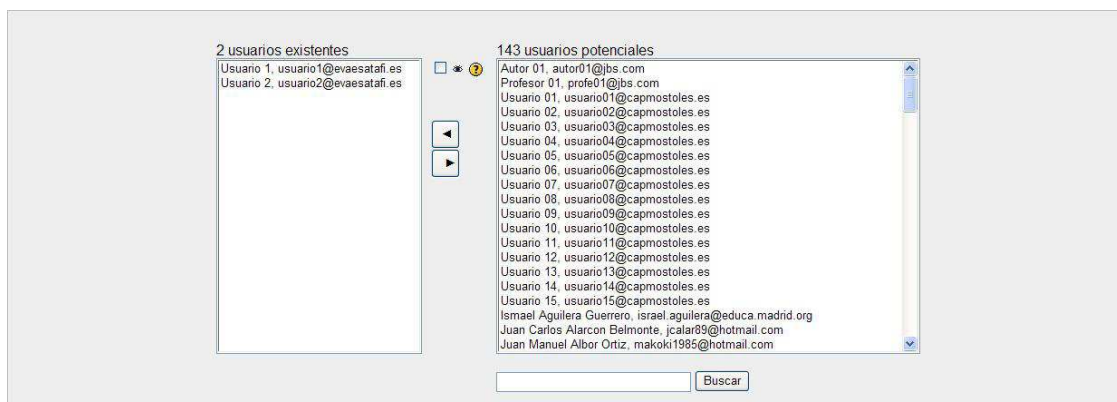 2 usuarios existentes
Usuario 1, usuario1@evaesatafi.es
Usuario 2, usuario2@evaesatafi.es
143 usuarios potenciales
Autor 01, autor01@jbs.com
Profesor 01, profe01@jbs.com
Usuario 01, usuario01@capmostoles.es
Usuario 02, usuario02@capmostoles.es
Usuario 03, usuario03@capmostoles.es
Usuario 04, usuario04@capmostoles.es
Usuario 05, usuario05@capmostoles.es
Usuario 06, usuario06@capmostoles.es
Usuario 07, usuario07@capmostoles.es
Usuario 08, usuario08@capmostoles.es
Usuario 09, usuario09@capmostoles.es
Usuario 10, usuario10@capmostoles.es
Usuario 11, usuario11@capmostoles.es
Usuario 12, usuario12@capmostoles.es
Usuario 13, usuario13@capmostoles.es
Usuario 14, usuario14@capmostoles.es
Usuario 15, usuario15@capmostoles.es
Ismael Aguilera Guerrero, israel.aguilera@educa.madrid.org
Juan Carlos Alarcon Belmonte, jcalar89@hotmail.com
Juan Manuel Albor Ortiz, makoki1985@hotmail.com
Buscar